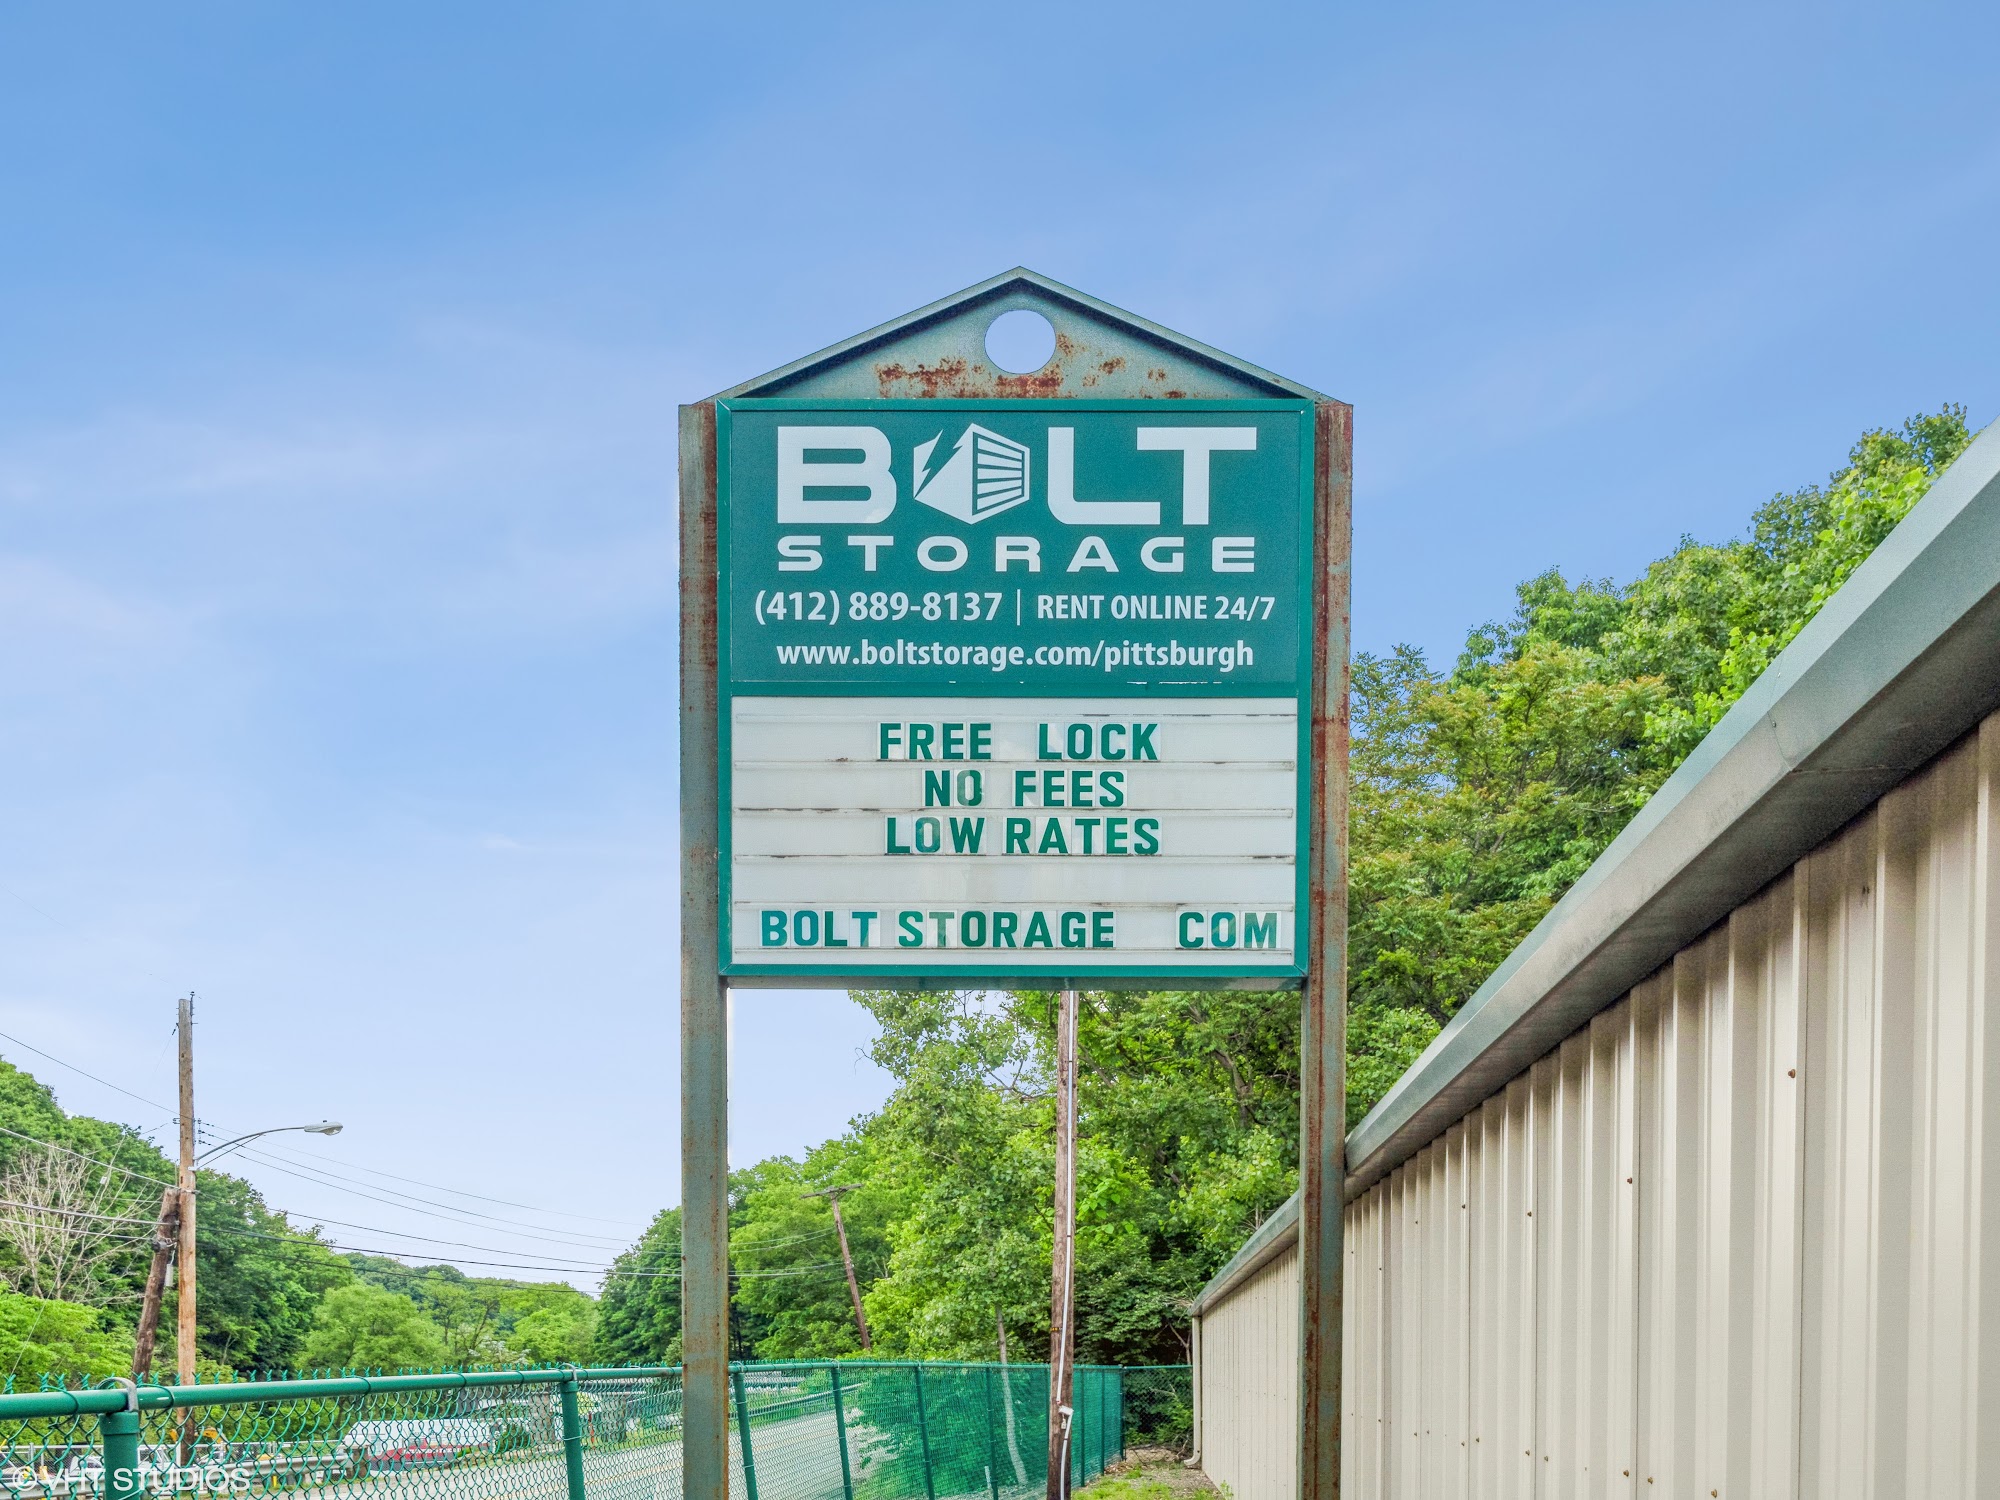 BOLT
STORAGE
(412) 889-8137 | RENT ONLINE 24/7
www.boltstorage.com/pittsburgh
FREE LOCK
NO FEES
LOW RATES
BOLT STORAGE COM
© VHT STUDIOS